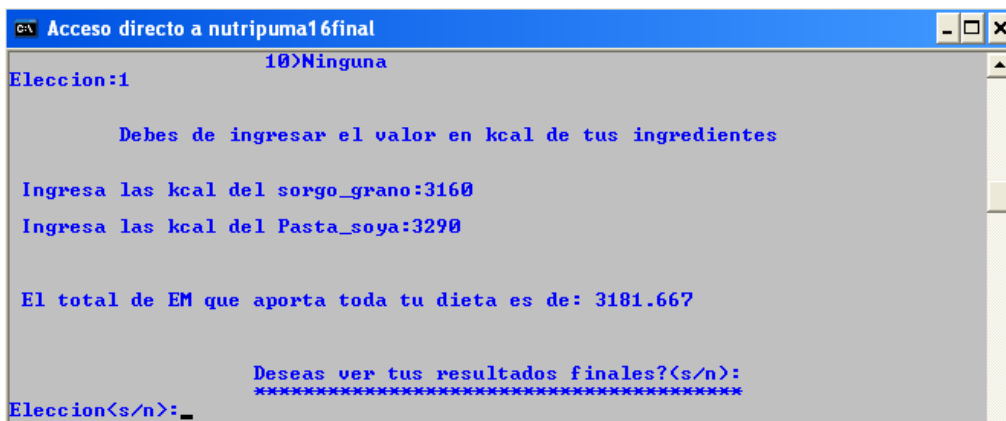 Acceso directo a nutripuma16final
10)Ninguna
Eleccion:1
Debes de ingresar el valor en kcal de tus ingredientes
Ingresa las kcal del sorgo_grano:3160
Ingresa las kcal del Pasta_soya:3290
El total de EM que aporta toda tu dieta es de: 3181.667
Deseas ver tus resultados finales?(s/n):
****************************************
Eleccion(s/n):_